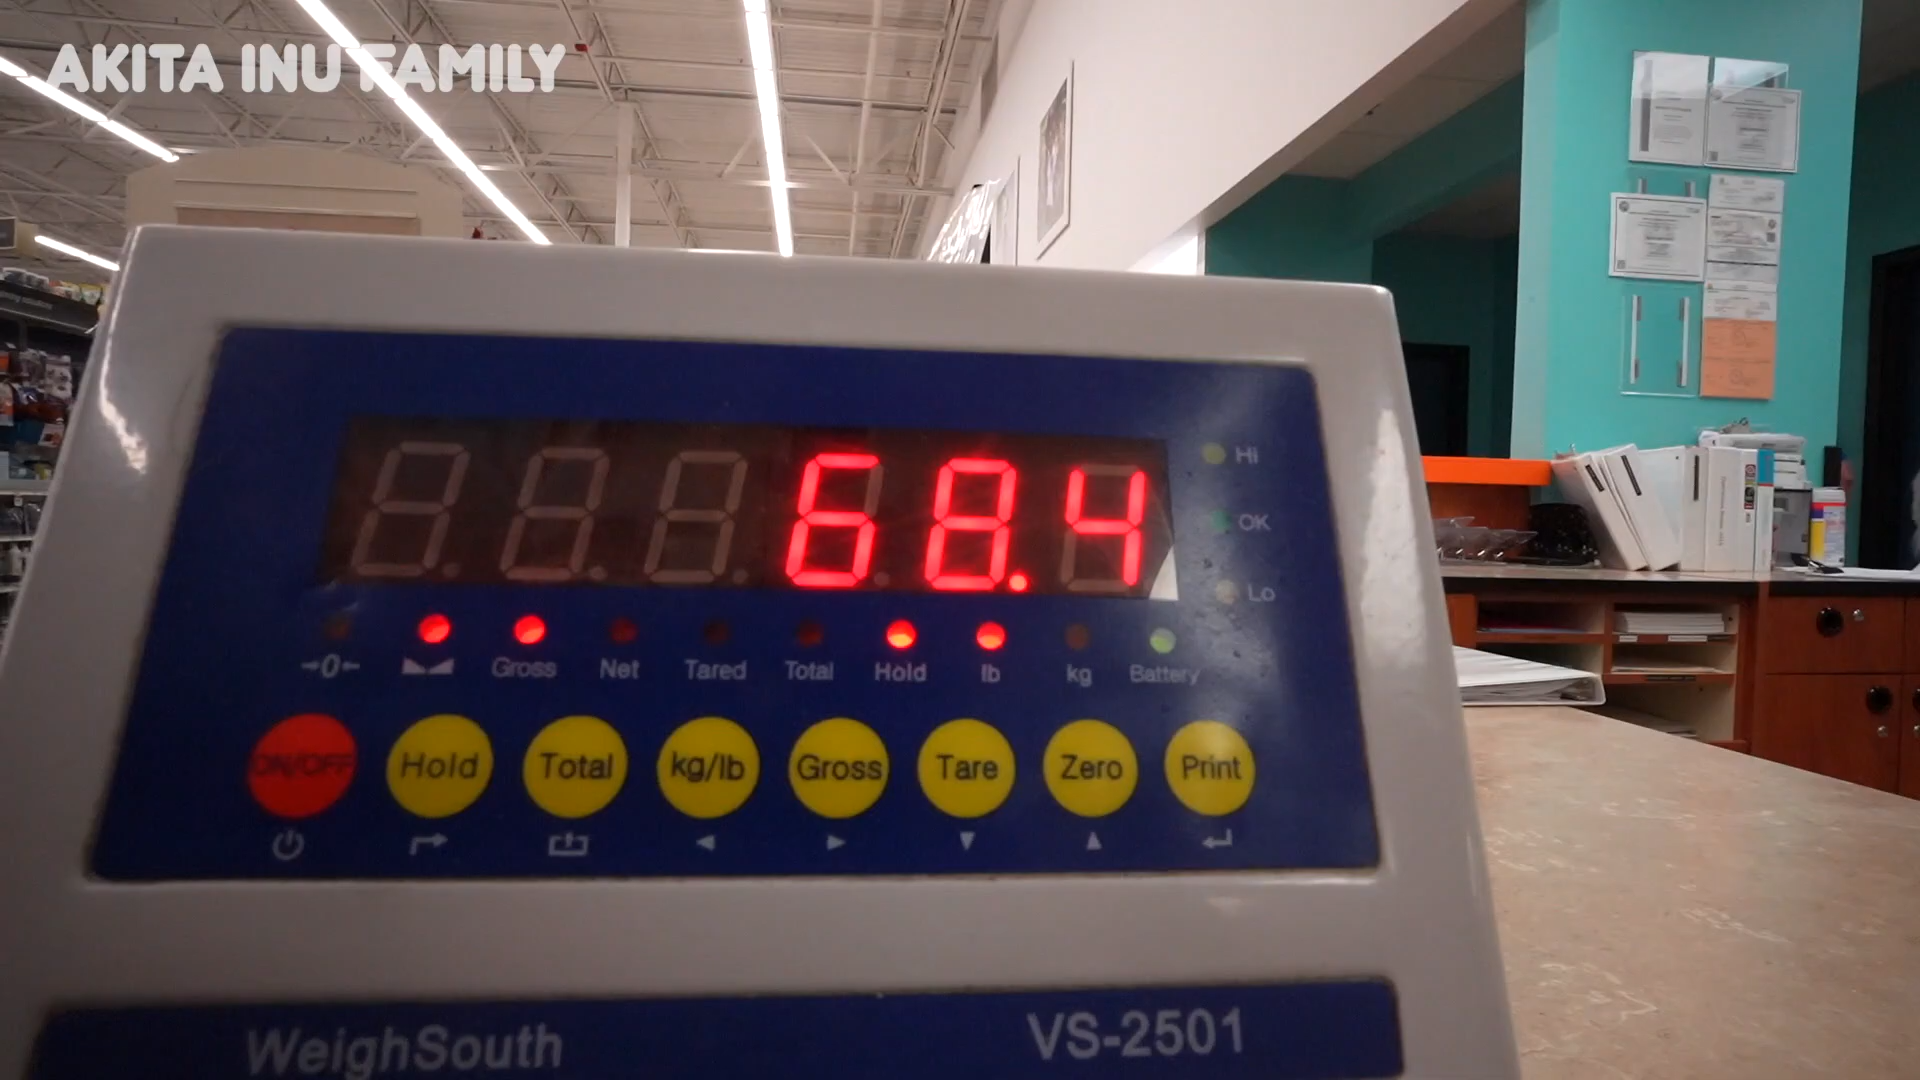 AKITA INU FAMILY
68.4
Hi
OK
Lo
→0← Gross Net Tared Total Hold lb kg Battery
ON/OFF Hold Total kg/lb Gross Tare Zero Print
WeighSouth VS-2501